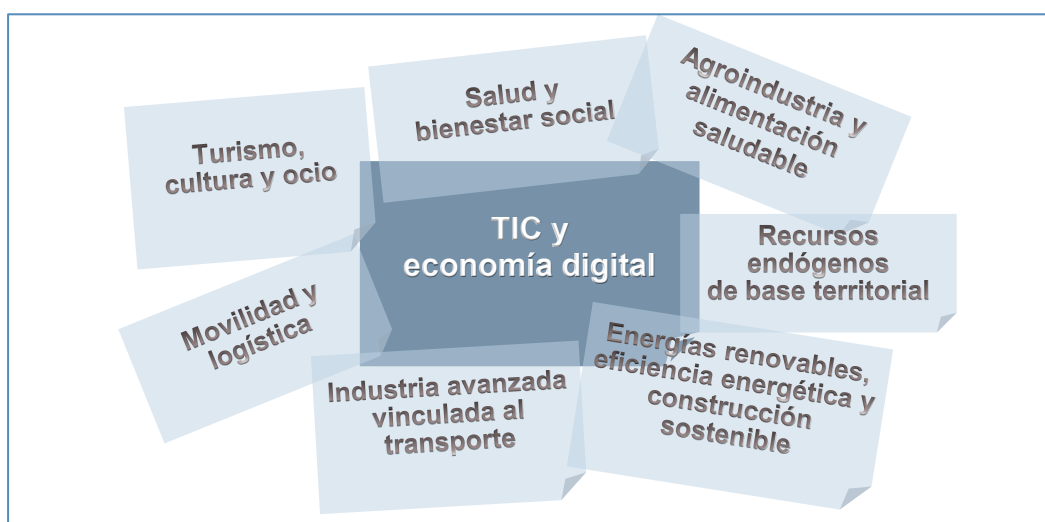 Salud y
bienestar social
Agroindustria y
alimentación
saludable
Turismo,
cultura y ocio
TIC y
economía digital
Recursos
endógenos
de base territorial
Movilidad y
logística
Energías renovables,
eficiencia energética y
construcción
sostenible
Industria avanzada
vinculada al
transporte